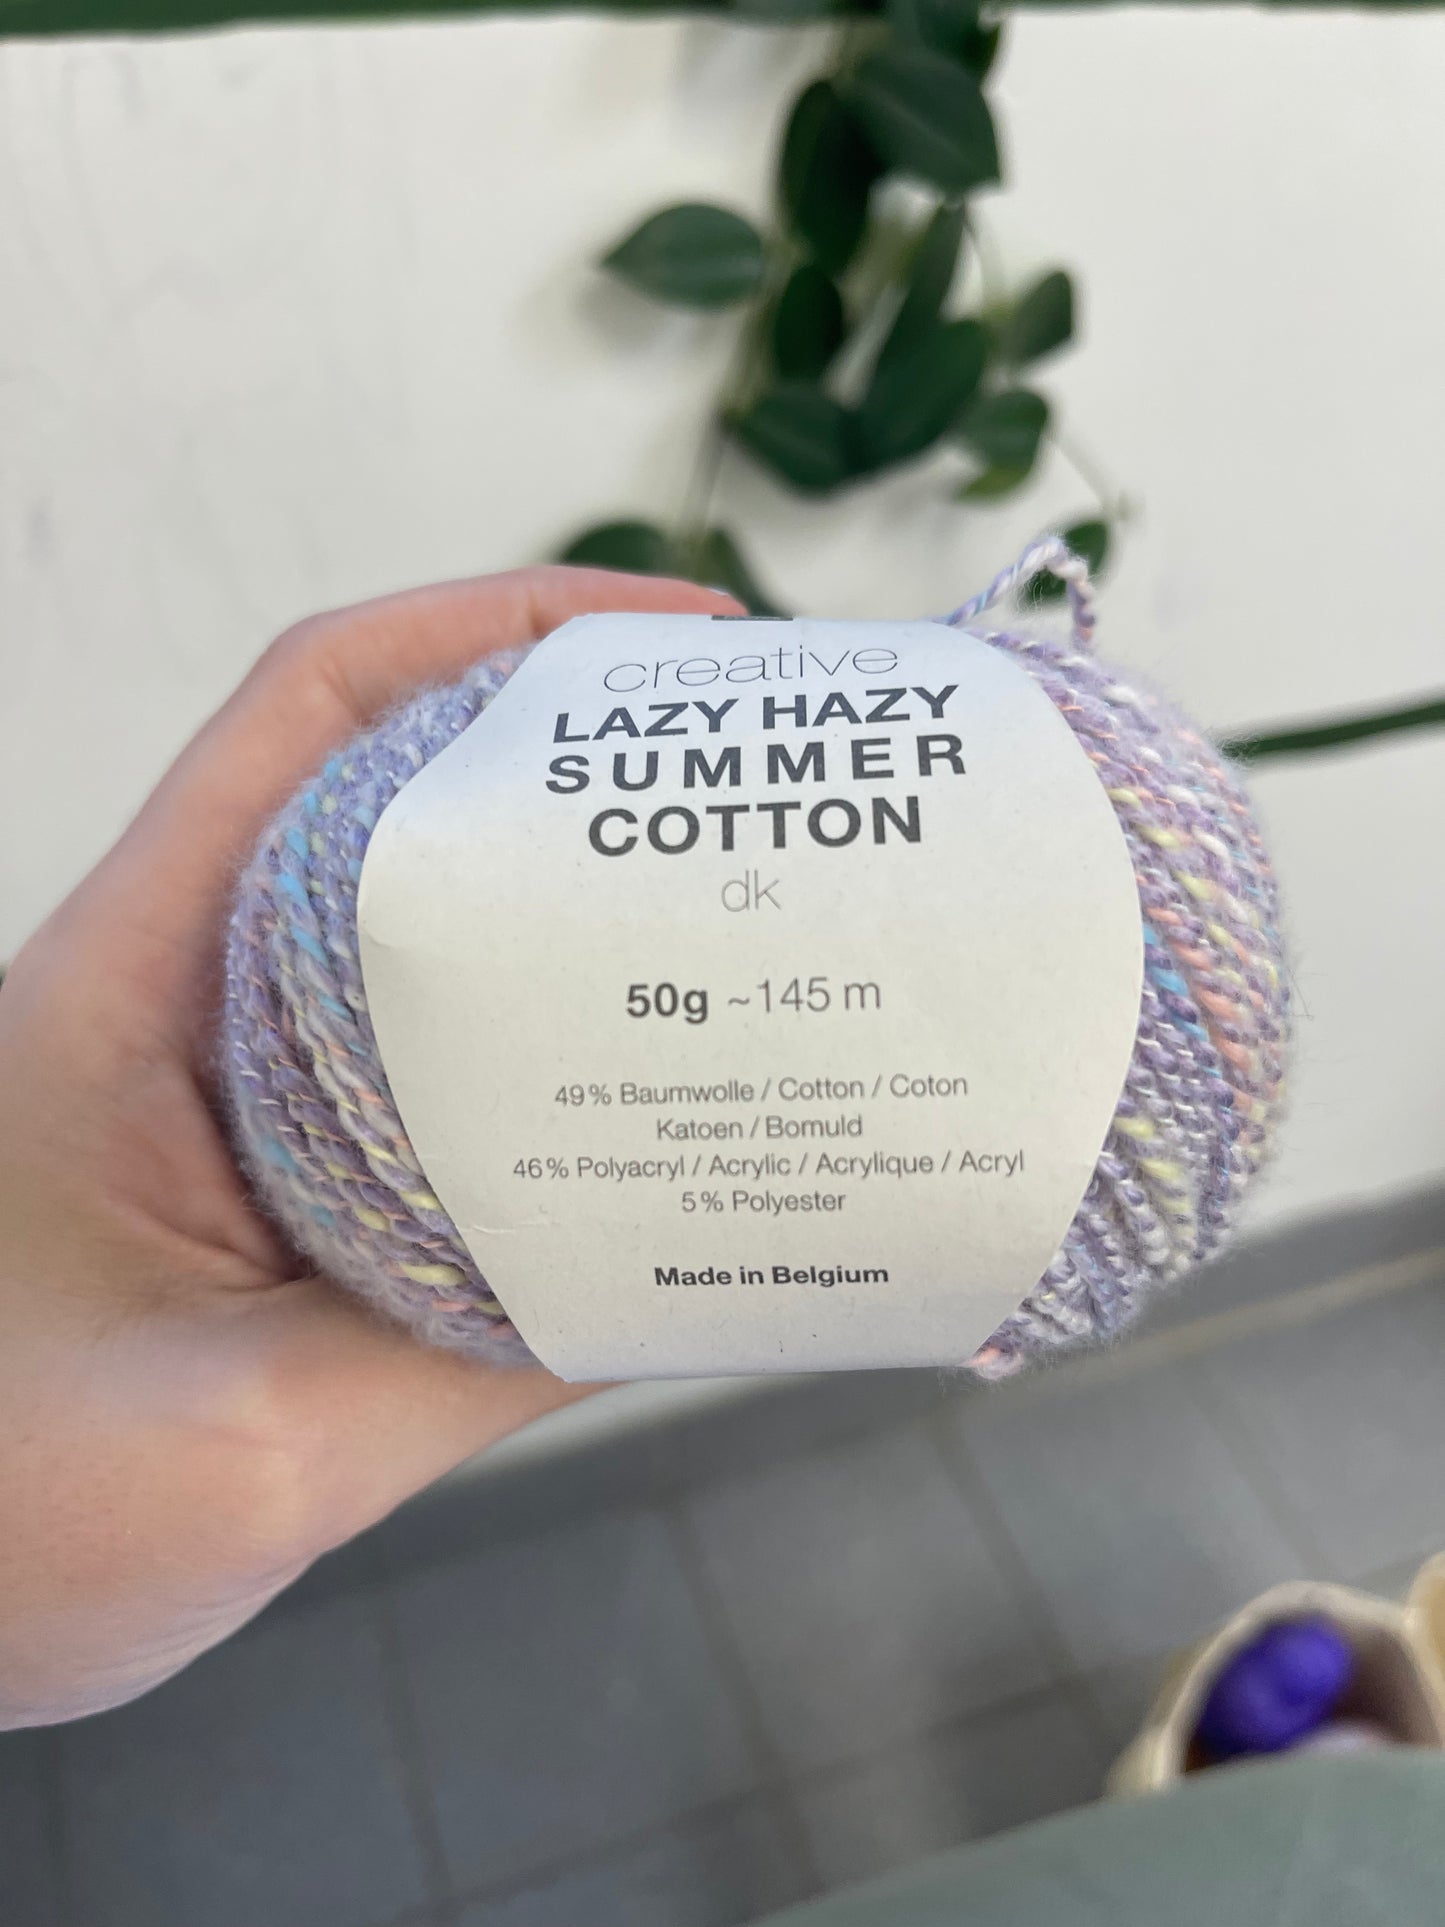 creative
LAZY HAZY
SUMMER
COTTON
dk
50g ~145 m
49% Baumwolle / Cotton / Coton
Katoen / Bomuld
46% Polyacryl / Acrylic / Acrylique / Acryl
5% Polyester
Made in Belgium